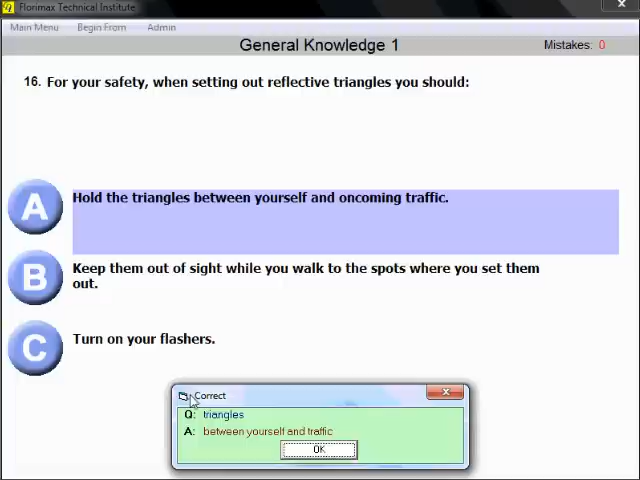 Florimax Technical Institute
Main Menu Begin From Admin
General Knowledge 1 Mistakes: 0
16. For your safety, when setting out reflective triangles you should:
A Hold the triangles between yourself and oncoming traffic.
B Keep them out of sight while you walk to the spots where you set them
out.
C Turn on your flashers.
Correct
Q: triangles
A: between yourself and traffic
OK